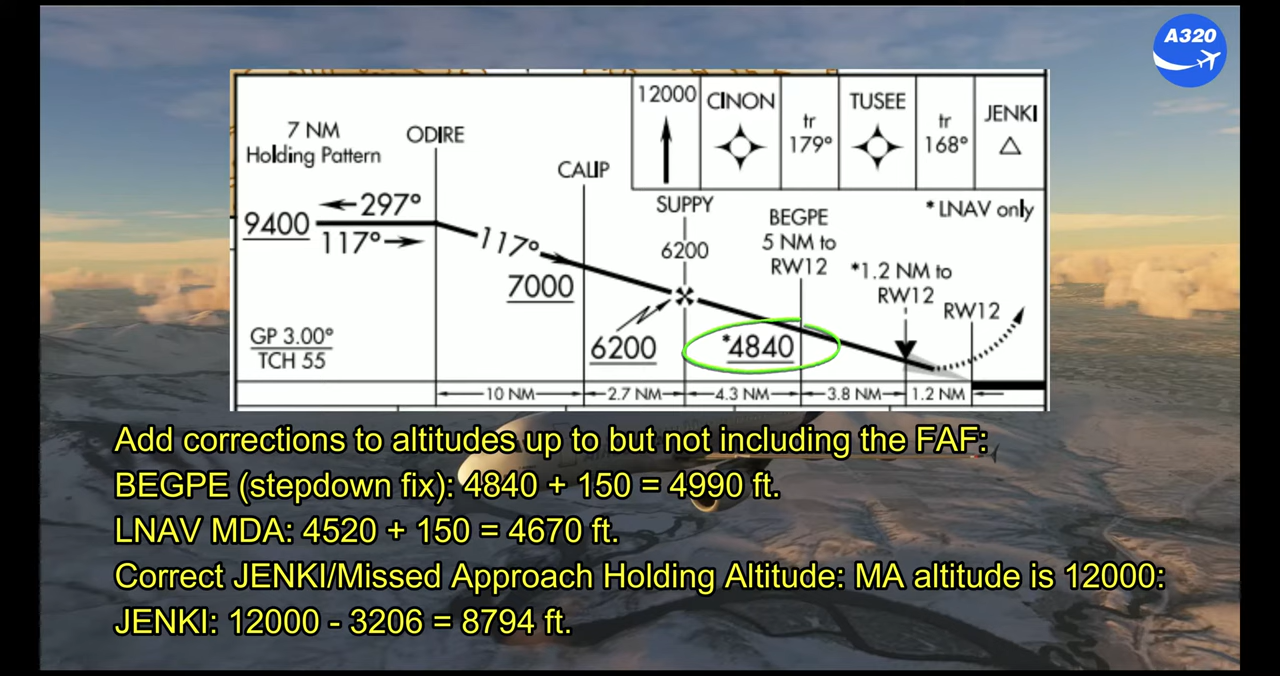 A320
12000
CINON
tr
179°
TUSEE
tr
168°
JENKI
7 NM
Holding Pattern
ODIRE
CALIP
SUPPY
6200
BEGPE
5 NM to
RW12
* LNAV only
*1.2 NM to
RW12
RW12
297°
9400
117°
117°
7000
6200
*4840
GP 3.00°
TCH 55
10 NM
2.7 NM
4.3 NM
3.8 NM
1.2 NM
Add corrections to altitudes up to but not including the FAF:
BEGPE (stepdown fix): 4840 + 150 = 4990 ft.
LNAV MDA: 4520 + 150 = 4670 ft.
Correct JENKI/Missed Approach Holding Altitude: MA altitude is 12000:
JENKI: 12000 - 3206 = 8794 ft.